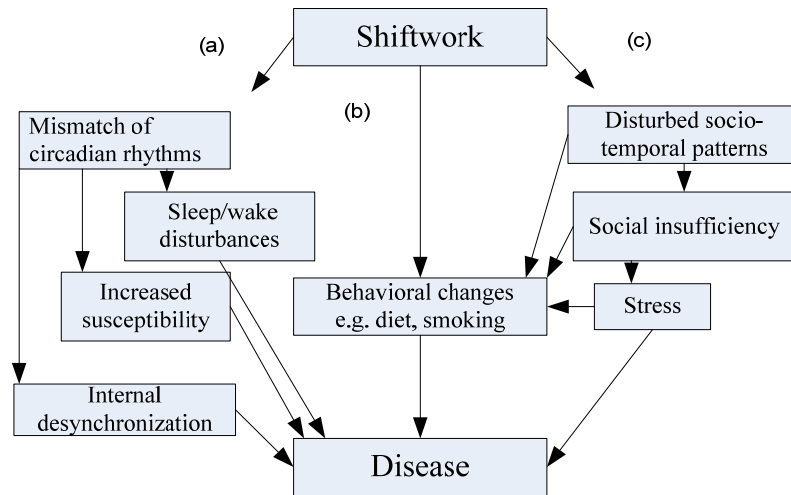 Shiftwork
(a)
(c)
(b)
Mismatch of
circadian rhythms
Disturbed socio-
temporal patterns
Sleep/wake
disturbances
Social insufficiency
Increased
susceptibility
Behavioral changes
e.g. diet, smoking
Stress
Internal
desynchronization
Disease